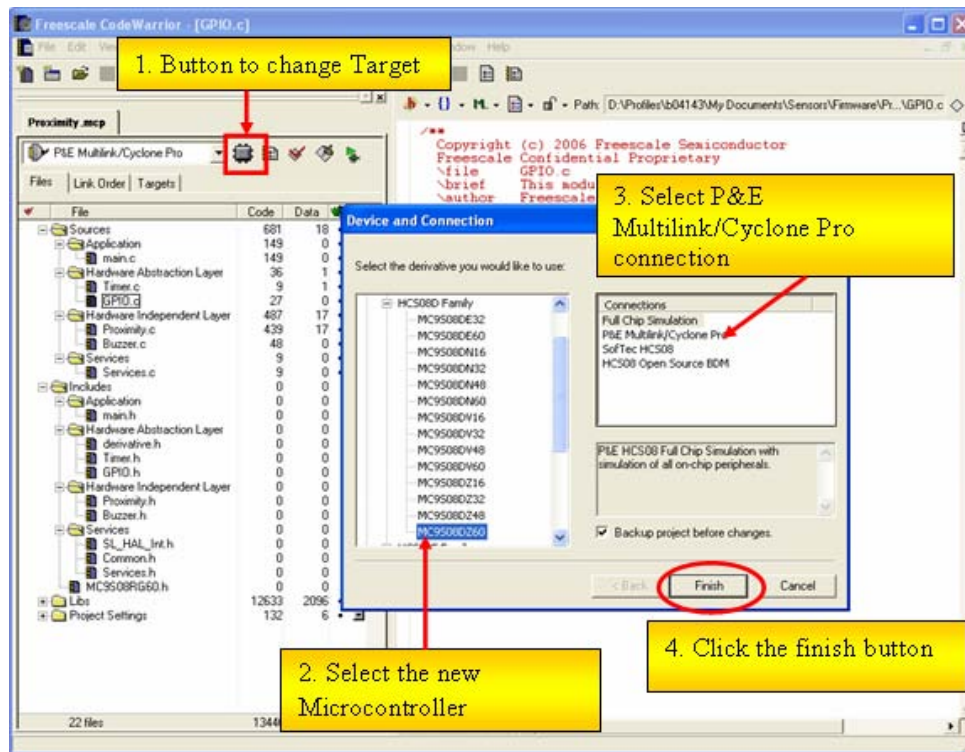 Freescale CodeWarrior - [GPIO.c]
File Edit
Help
1. Button to change Target
Path: D:\Profiles\b04143\My Documents\Sensors\Firmware\Pr...\GPIO.c
Proximity.mcp
P&E Multilink/Cyclone Pro
Files Link Order Targets
File Code Data
Sources 681 18
Application 149 0
main.c 149 0
Hardware Abstraction Layer 36 1
Timer.c 9 1
GPIO.c 27 0
Hardware Independent Layer 487 17
Proximity.c 439 17
Buzzer.c 48 0
Services 9 0
Services.c 9 0
Includes 0 0
Application 0 0
main.h 0 0
Hardware Abstraction Layer 0 0
derivative.h 0 0
Timer.h 0 0
GPIO.h 0 0
Hardware Independent Layer 0 0
Proximity.h 0 0
Buzzer.h 0 0
Services 0 0
SL_HAL_Int.h 0 0
Common.h 0 0
Services.h 0 0
MC9S08RG60.h 0 0
Libs 12633 2096
Project Settings 132 6
22 files
/**
Copyright (c) 2006 Freescale Semiconductor
Freescale Confidential Proprietary
\file GPIO.c
\brief This
\author Freescale
3. Select P&E
Multilink/Cyclone Pro
connection
Device and Connection
Select the derivative you would like to use:
HCS08D Family
MC9S08DE32
MC9S08DE60
MC9S08DN16
MC9S08DN32
MC9S08DN48
MC9S08DN60
MC9S08DV16
MC9S08DV32
MC9S08DV48
MC9S08DV60
MC9S08DZ16
MC9S08DZ32
MC9S08DZ48
MC9S08DZ60
Connections
Full Chip Simulation
P&E Multilink/Cyclone Pro
SofTec HCS08
HCS08 Open Source BDM
P&E HCS08 Full Chip Simulation with
simulation of all on-chip peripherals.
Backup project before changes.
< Back Finish Cancel
2. Select the new
Microcontroller
4. Click the finish button